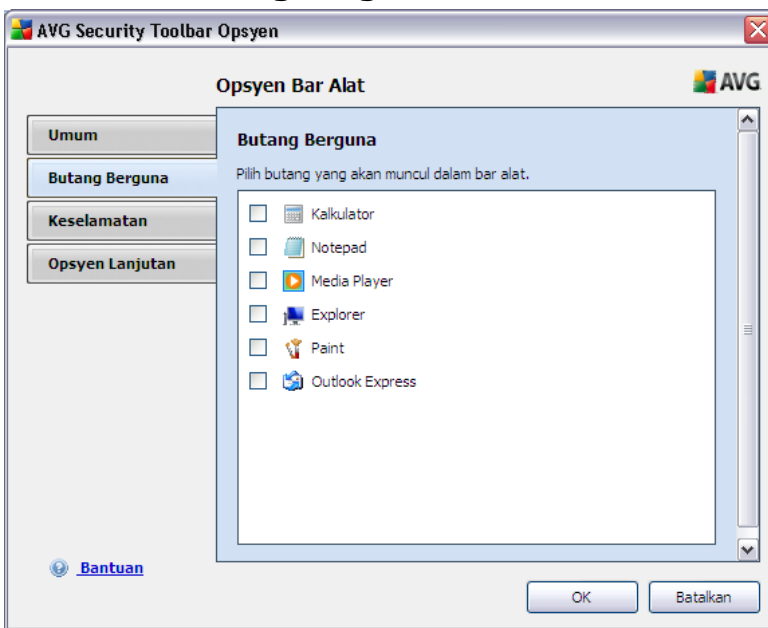 AVG Security Toolbar Opsyen
Opsyen Bar Alat
AVG
Umum
Butang Berguna
Keselamatan
Opsyen Lanjutan
Butang Berguna
Pilih butang yang akan muncul dalam bar alat.
Kalkulator
Notepad
Media Player
Explorer
Paint
Outlook Express
Bantuan
OK
Batalkan